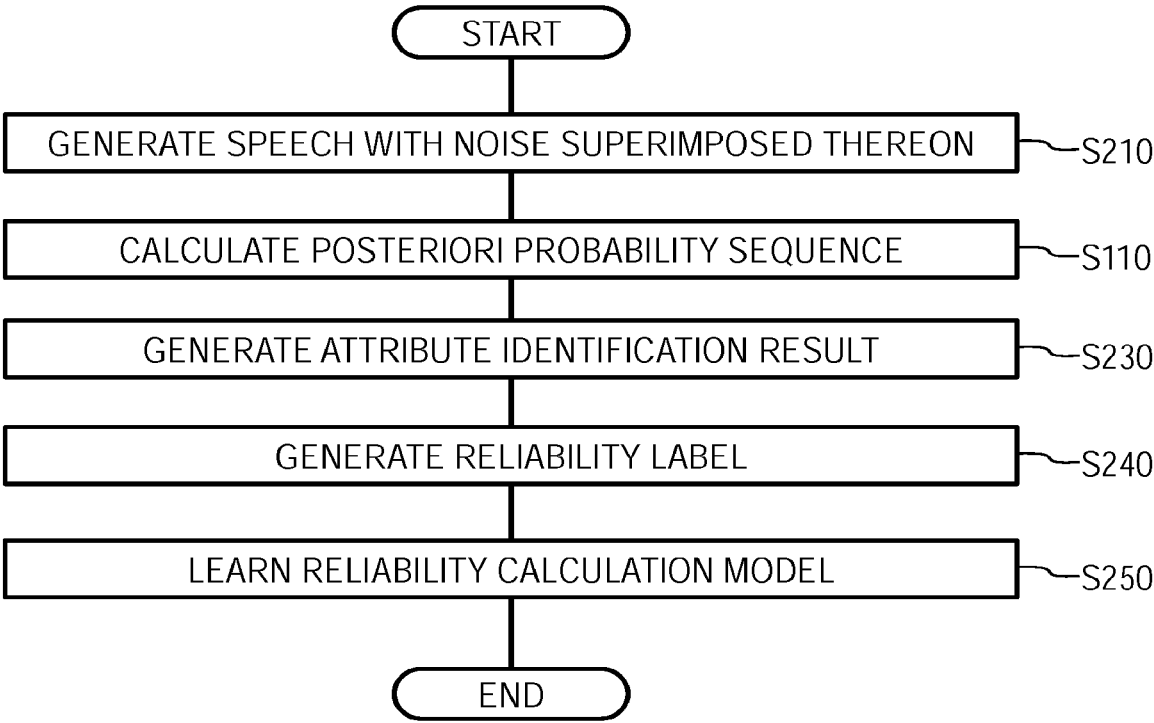 START
GENERATE SPEECH WITH NOISE SUPERIMPOSED THEREON
S210
CALCULATE POSTERIORI PROBABILITY SEQUENCE
S110
GENERATE ATTRIBUTE IDENTIFICATION RESULT
S230
GENERATE RELIABILITY LABEL
S240
LEARN RELIABILITY CALCULATION MODEL
S250
END